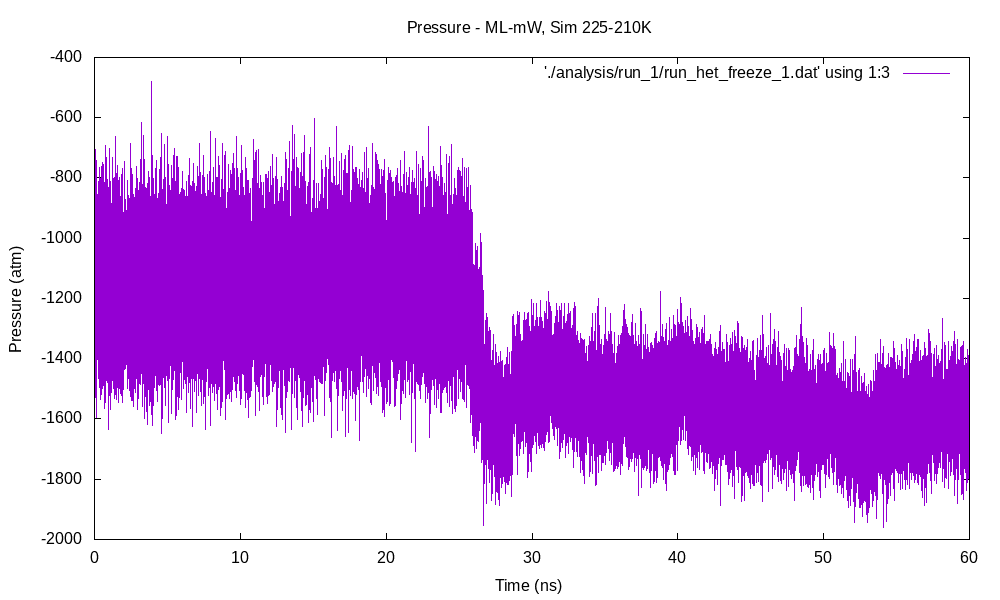 Pressure - ML-mW, Sim 225-210K
'./analysis/run_1/run_het_freeze_1.dat' using 1:3
-400
-600
-800
-1000
-1200
-1400
-1600
-1800
-2000
Pressure (atm)
0 10 20 30 40 50 60
Time (ns)